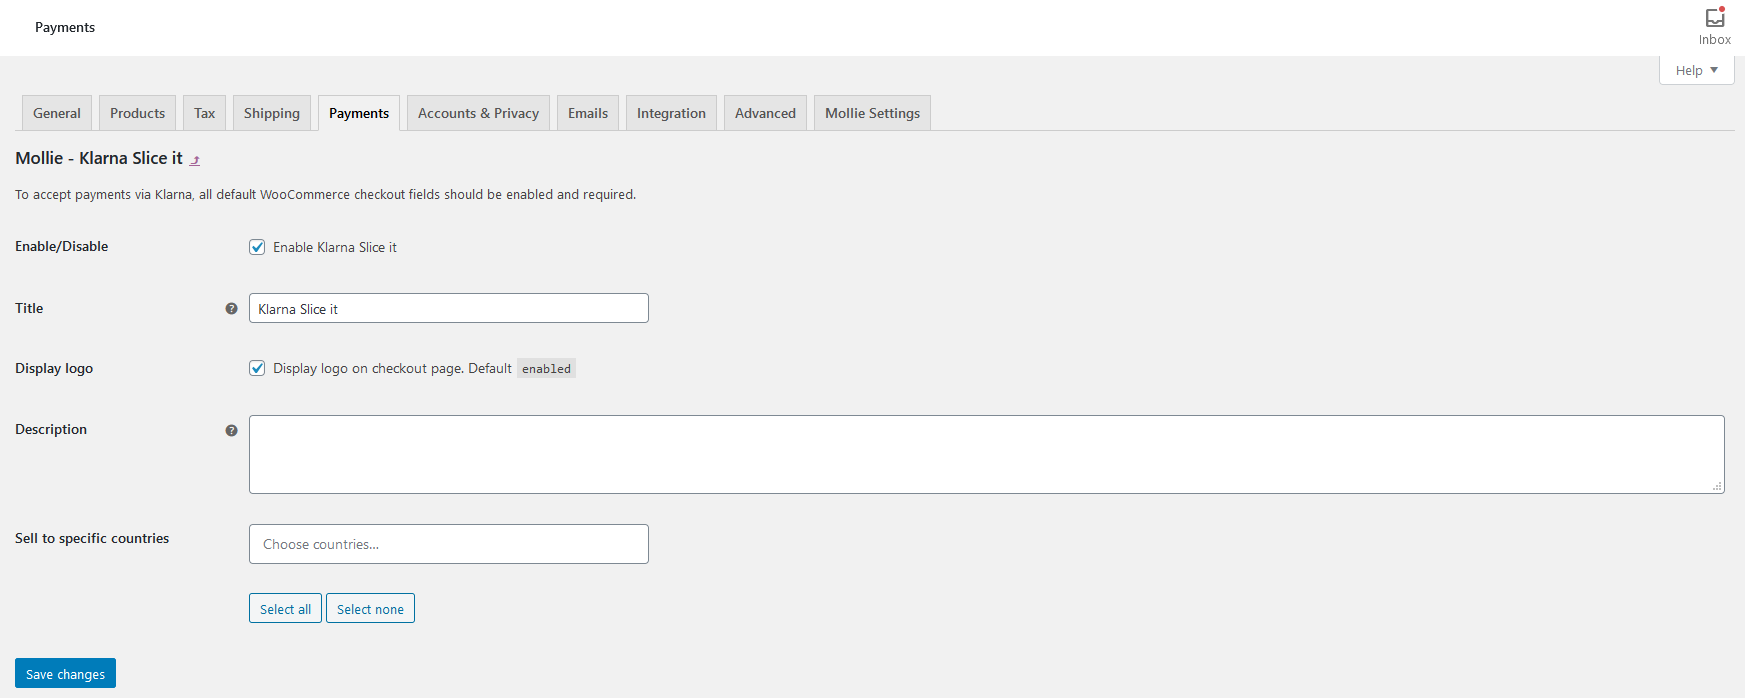 Payments
Inbox
Help
General Products Tax Shipping Payments Accounts & Privacy Emails Integration Advanced Mollie Settings
Mollie - Klarna Slice it
To accept payments via Klarna, all default WooCommerce checkout fields should be enabled and required.
Enable/Disable Enable Klarna Slice it
Title ? Klarna Slice it
Display logo Display logo on checkout page. Default enabled
Description ?
Sell to specific countries Choose countries...
Select all Select none
Save changes